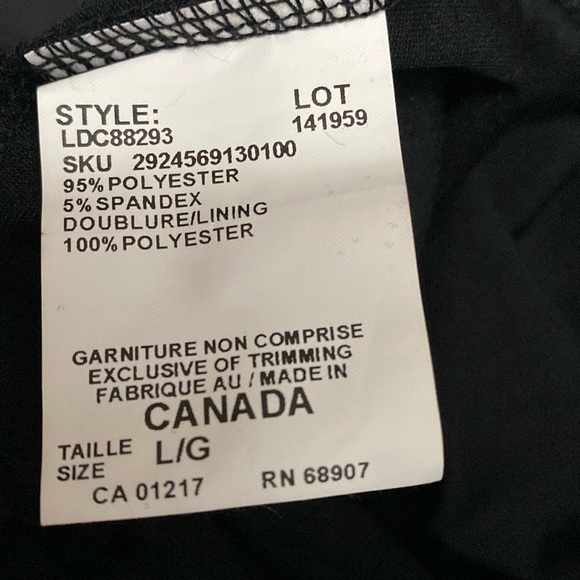 STYLE:
LDC88293
LOT
141959
SKU 2924569130100
95% POLYESTER
5% SPANDEX
DOUBLURE/LINING
100% POLYESTER
GARNITURE NON COMPRISE
EXCLUSIVE OF TRIMMING
FABRIQUE AU / MADE IN
CANADA
TAILLE
SIZE
L/G
CA 01217
RN 68907